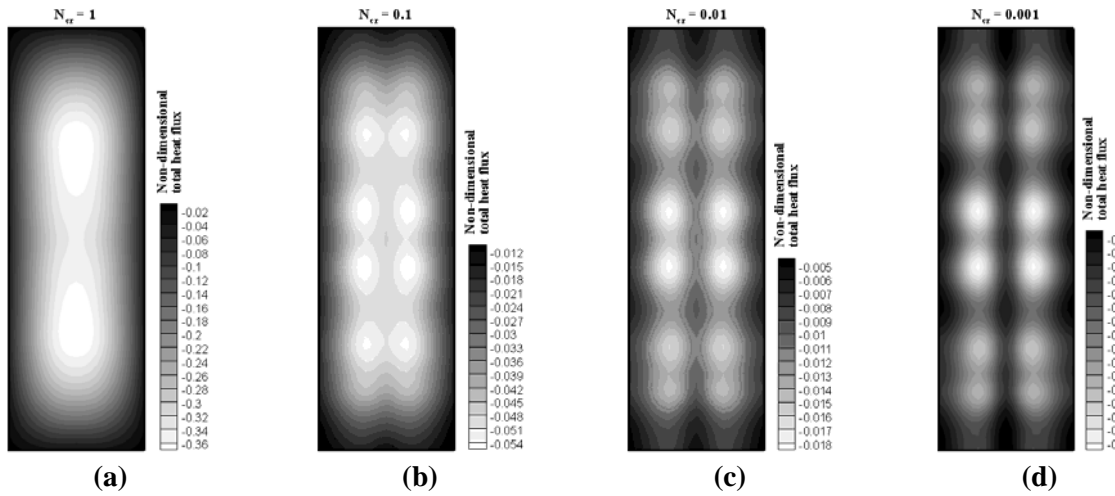 N_cr = 1
Non-dimensional
total heat flux
-0.02
-0.04
-0.06
-0.08
-0.1
-0.12
-0.14
-0.16
-0.18
-0.2
-0.22
-0.24
-0.26
-0.28
-0.3
-0.32
-0.34
-0.36
(a)
N_cr = 0.1
Non-dimensional
total heat flux
-0.012
-0.015
-0.018
-0.021
-0.024
-0.027
-0.03
-0.033
-0.036
-0.039
-0.042
-0.045
-0.048
-0.051
-0.054
(b)
N_cr = 0.01
Non-dimensional
total heat flux
-0.005
-0.006
-0.007
-0.008
-0.009
-0.01
-0.011
-0.012
-0.013
-0.014
-0.015
-0.016
-0.017
-0.018
(c)
N_cr = 0.001
Non-dimensional
total heat flux
(d)